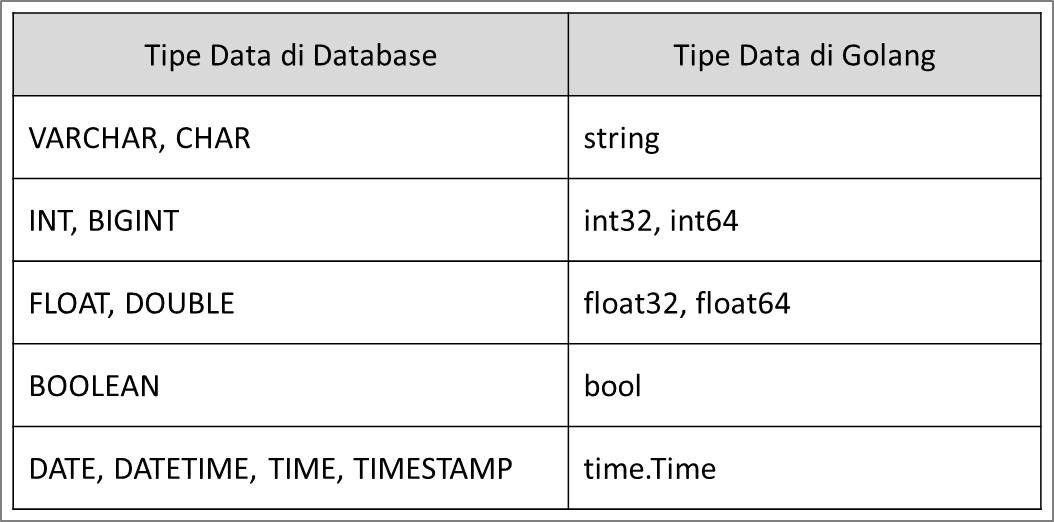 Tipe Data di Database
Tipe Data di Golang
VARCHAR, CHAR
string
INT, BIGINT
int32, int64
FLOAT, DOUBLE
float32, float64
BOOLEAN
bool
DATE, DATETIME, TIME, TIMESTAMP
time.Time